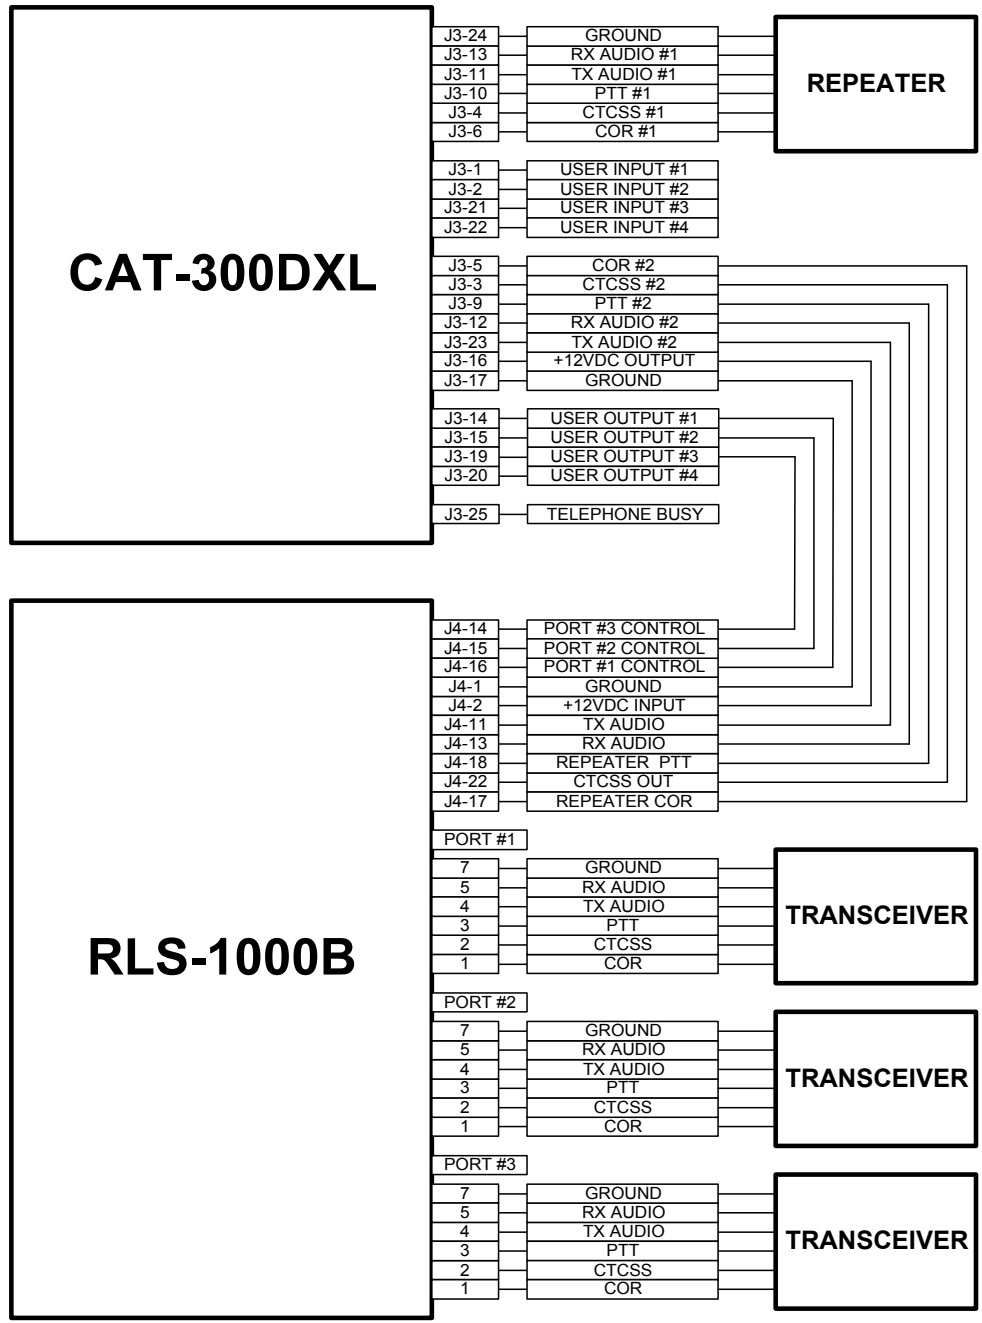 CAT-300DXL
J3-24 GROUND
J3-13 RX AUDIO #1
J3-11 TX AUDIO #1
J3-10 PTT #1
J3-4 CTCSS #1
J3-6 COR #1
REPEATER
J3-1 USER INPUT #1
J3-2 USER INPUT #2
J3-21 USER INPUT #3
J3-22 USER INPUT #4
J3-5 COR #2
J3-3 CTCSS #2
J3-9 PTT #2
J3-12 RX AUDIO #2
J3-23 TX AUDIO #2
J3-16 +12VDC OUTPUT
J3-17 GROUND
J3-14 USER OUTPUT #1
J3-15 USER OUTPUT #2
J3-19 USER OUTPUT #3
J3-20 USER OUTPUT #4
J3-25 TELEPHONE BUSY
RLS-1000B
J4-14 PORT #3 CONTROL
J4-15 PORT #2 CONTROL
J4-16 PORT #1 CONTROL
J4-1 GROUND
J4-2 +12VDC INPUT
J4-11 TX AUDIO
J4-13 RX AUDIO
J4-18 REPEATER PTT
J4-22 CTCSS OUT
J4-17 REPEATER COR
PORT #1
7 GROUND
5 RX AUDIO
4 TX AUDIO
3 PTT
2 CTCSS
1 COR
TRANSCEIVER
PORT #2
7 GROUND
5 RX AUDIO
4 TX AUDIO
3 PTT
2 CTCSS
1 COR
TRANSCEIVER
PORT #3
7 GROUND
5 RX AUDIO
4 TX AUDIO
3 PTT
2 CTCSS
1 COR
TRANSCEIVER